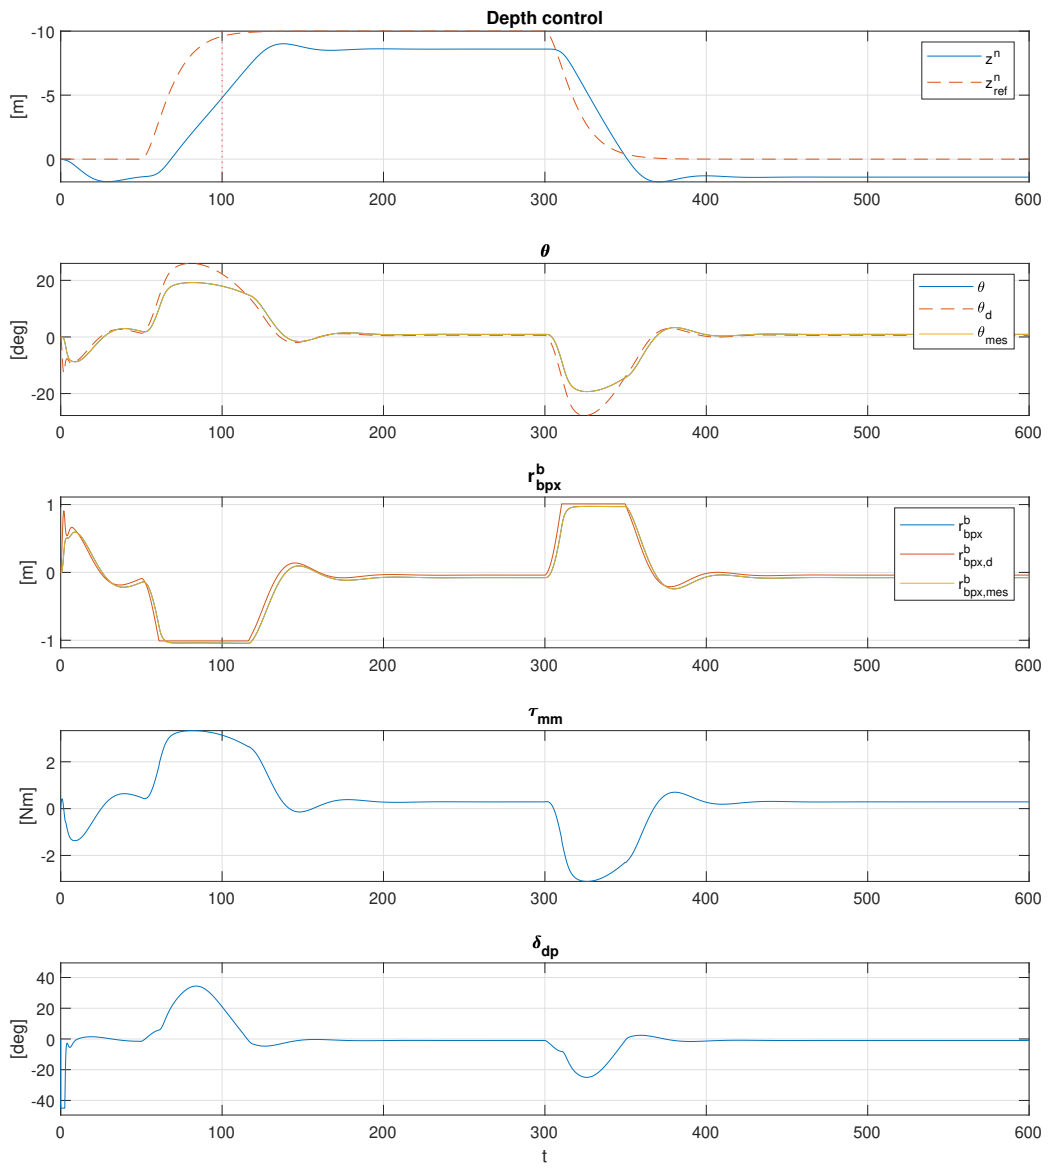 Depth control
-10
-5
0
[m]
z^n
z^n_ref
0 100 200 300 400 500 600
θ
20
0
-20
[deg]
θ
θ_d
θ_mes
0 100 200 300 400 500 600
r^b_bpx
1
0
-1
[m]
r^b_bpx
r^b_bpx,d
r^b_bpx,mes
0 100 200 300 400 500 600
τ_mm
2
0
-2
[Nm]
0 100 200 300 400 500 600
δ_dp
40
20
0
-20
-40
[deg]
0 100 200 300 400 500 600
t